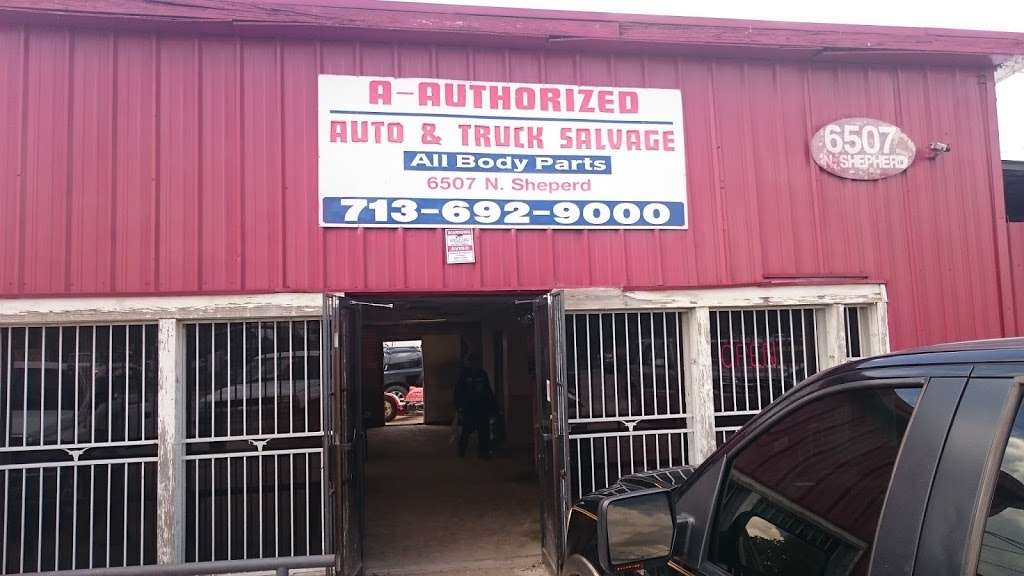 A-AUTHORIZED
AUTO & TRUCK SALVAGE
All Body Parts
6507 N. Sheperd
713-692-9000
6507
N. SHEPHERD
OPEN